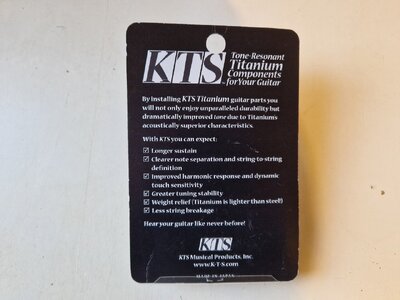 KTS
Tone-Resonant
Titanium
Components
for Your Guitar
By installing KTS Titanium guitar parts you
will not only enjoy unparalleled durability but
dramatically improved tone due to Titanium's
acoustically superior characteristics.
With KTS you can expect:
☑ Longer sustain
☑ Clearer note separation and string-to-string
definition
☑ Improved harmonic response and dynamic
touch sensitivity
☑ Greater tuning stability
☑ Weight relief (Titanium is lighter than steel!)
☑ Less string breakage
Hear your guitar like never before!
KTS
KTS Musical Products, Inc.
www.K-T-S.com
MADE IN JAPAN